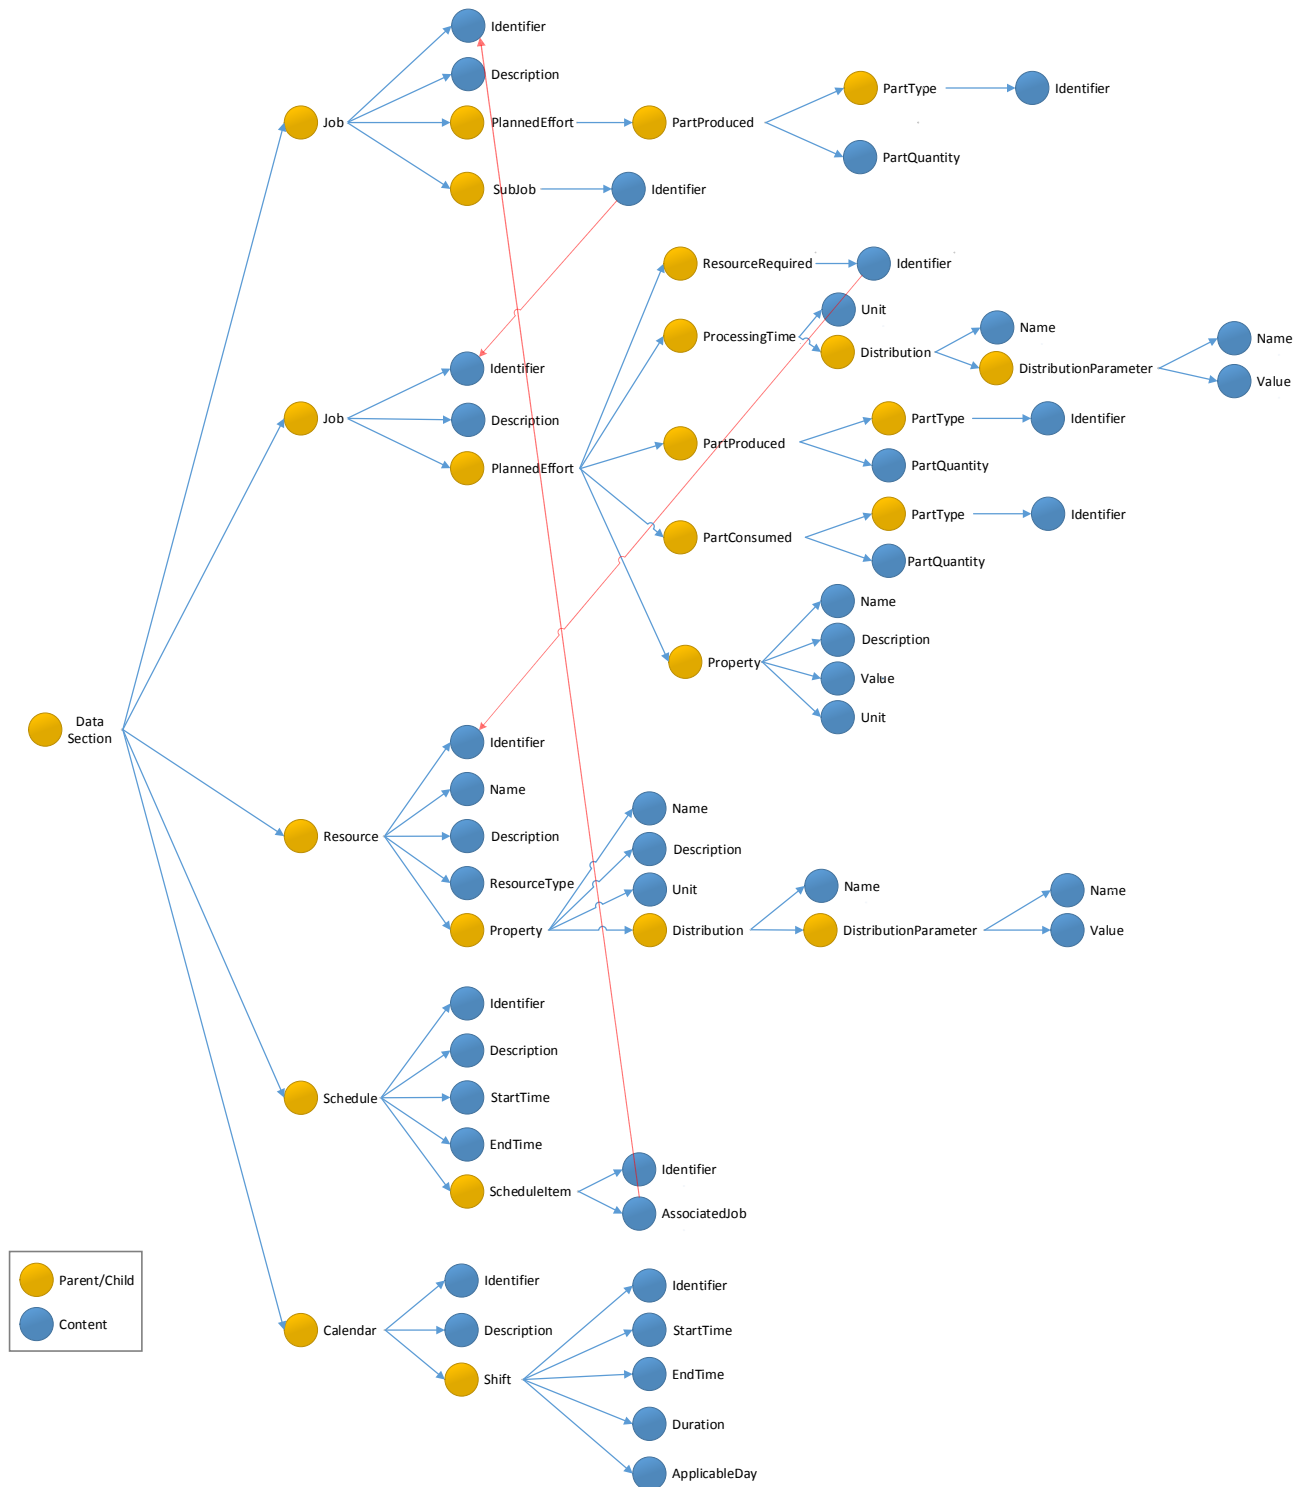 Identifier
Description
Job
PlannedEffort
PartProduced
PartType
Identifier
PartQuantity
SubJob
Identifier
ResourceRequired
Identifier
Unit
ProcessingTime
Distribution
Name
DistributionParameter
Name
Value
Identifier
Job
Description
PlannedEffort
PartProduced
PartType
Identifier
PartQuantity
PartConsumed
PartType
Identifier
PartQuantity
Name
Description
Property
Value
Unit
Data
Section
Identifier
Name
Resource
Description
ResourceType
Property
Name
Description
Unit
Distribution
Name
DistributionParameter
Name
Value
Identifier
Description
Schedule
StartTime
EndTime
ScheduleItem
Identifier
AssociatedJob
Parent/Child
Content
Identifier
Calendar
Description
Shift
Identifier
StartTime
EndTime
Duration
ApplicableDay